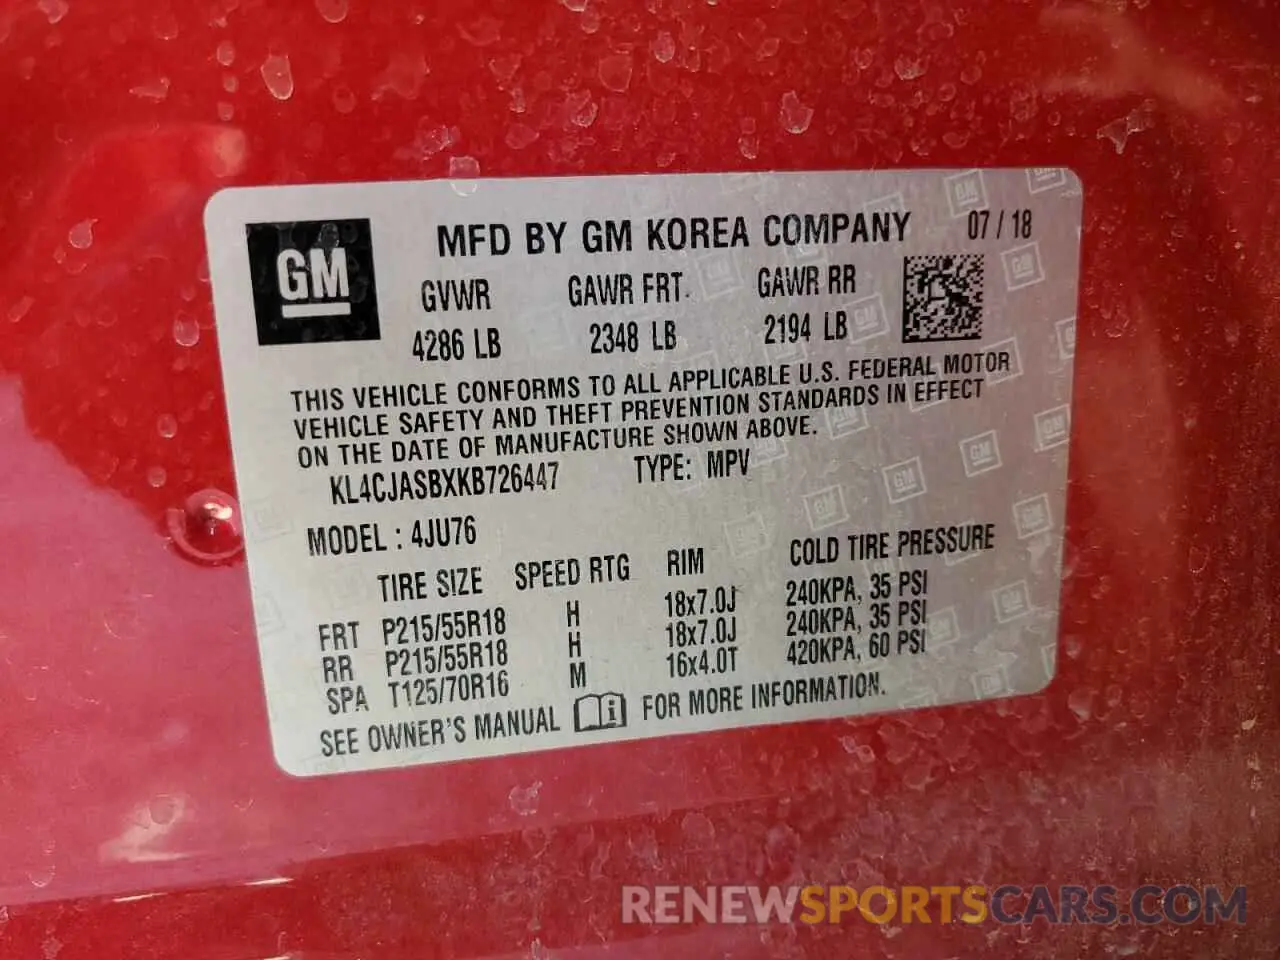 GM
MFD BY GM KOREA COMPANY 07 / 18
GVWR GAWR FRT. GAWR RR
4286 LB 2348 LB 2194 LB
THIS VEHICLE CONFORMS TO ALL APPLICABLE U.S. FEDERAL MOTOR
VEHICLE SAFETY AND THEFT PREVENTION STANDARDS IN EFFECT
ON THE DATE OF MANUFACTURE SHOWN ABOVE.
KL4CJASBXKB726447 TYPE: MPV
MODEL : 4JU76
TIRE SIZE SPEED RTG RIM COLD TIRE PRESSURE
FRT P215/55R18 H 18x7.0J 240KPA, 35 PSI
RR P215/55R18 H 18x7.0J 240KPA, 35 PSI
SPA T125/70R16 M 16x4.0T 420KPA, 60 PSI
SEE OWNER'S MANUAL i FOR MORE INFORMATION.
RENEWSPORTSCARS.COM